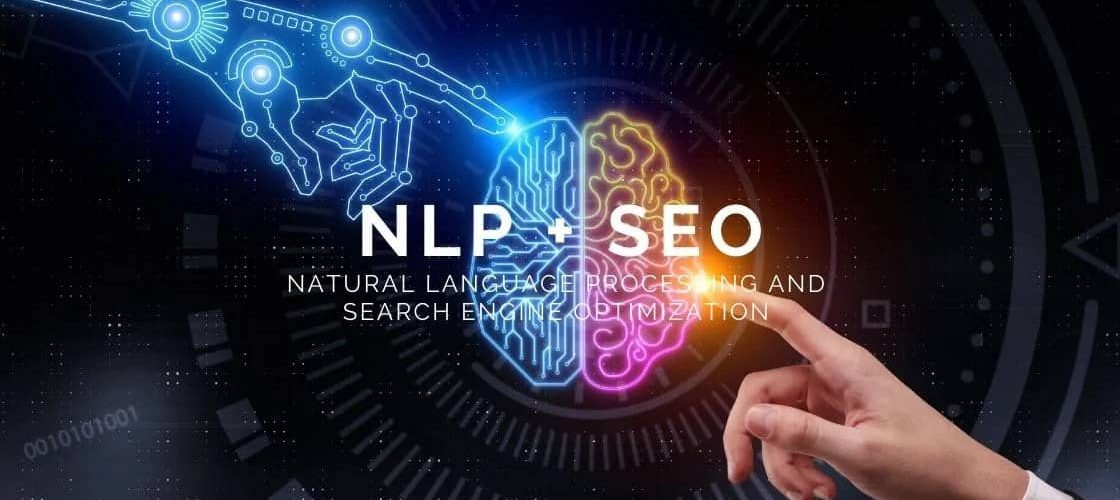 NLP + SEO
NATURAL LANGUAGE PROCESSING AND
SEARCH ENGINE OPTIMIZATION
0010101001